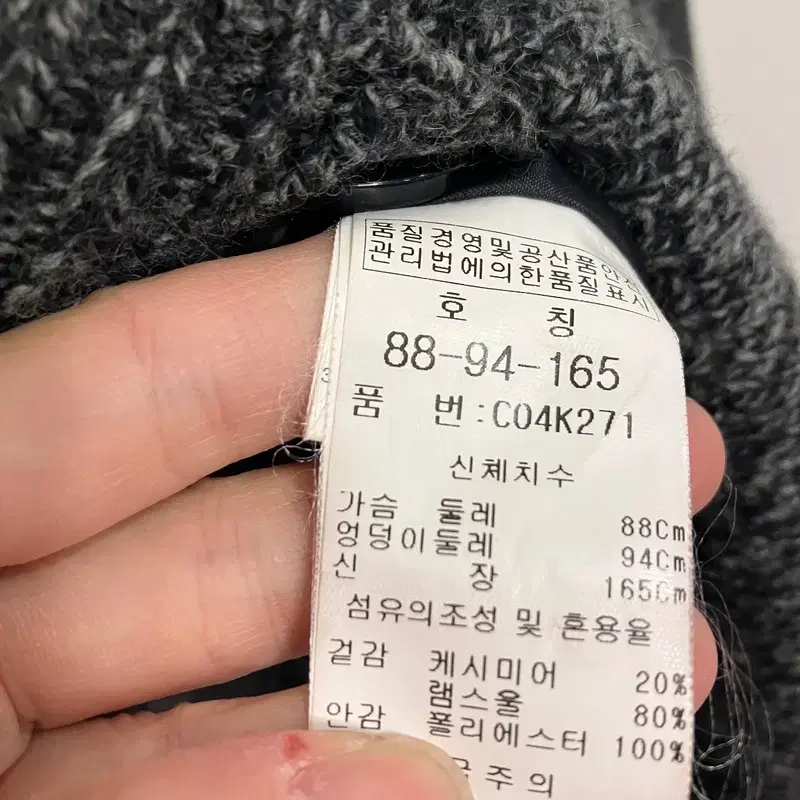 품질경영및공산품안전
관리법에의한품질표시
호 칭
88-94-165
품 번:C04K271
신체치수
가슴 둘레 88Cm
엉덩이둘레 94Cm
신 장 165Cm
섬유의조성 및 혼용율
겉감 케시미어 20%
램스울 80%
안감 폴리에스터 100%
주의